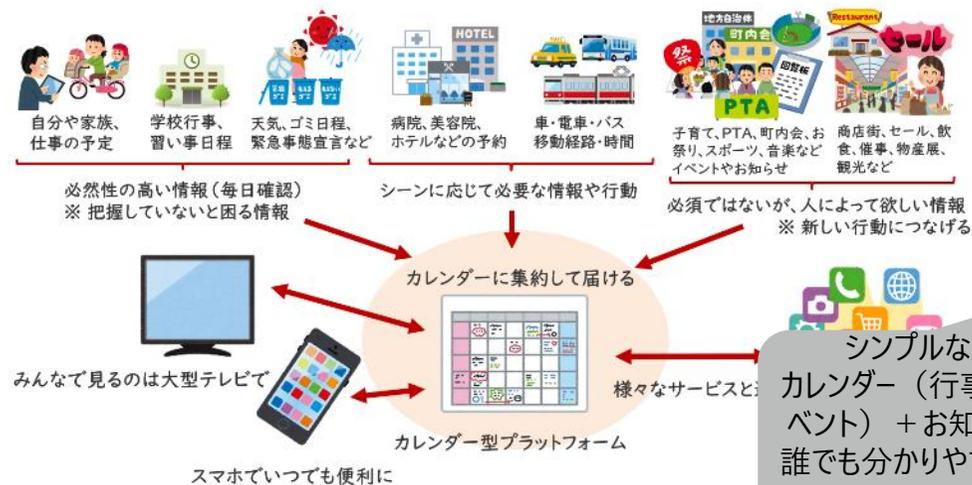 HOTEL
地方自治体
町内会
祭
回覧板
PTA
Restaurant
セール
自分や家族、
仕事の予定
学校行事、
習い事日程
天気、ゴミ日程、
緊急事態宣言など
病院、美容院、
ホテルなどの予約
車・電車・バス
移動経路・時間
子育て、PTA、町内会、お
祭り、スポーツ、音楽など
イベントやお知らせ
商店街、セール、飲
食、催事、物産展、
観光など
必然性の高い情報（毎日確認）
※ 把握していないと困る情報
シーンに応じて必要な情報や行動
必須ではないが、人によって欲しい情報
※ 新しい行動につなげる
カレンダーに集約して届ける
みんなで見るのは大型テレビで
カレンダー型プラットフォーム
スマホでいつでも便利に
様々なサービスと
シンプルな
カレンダー（行事
ベント）＋お知
誰でも分かりや